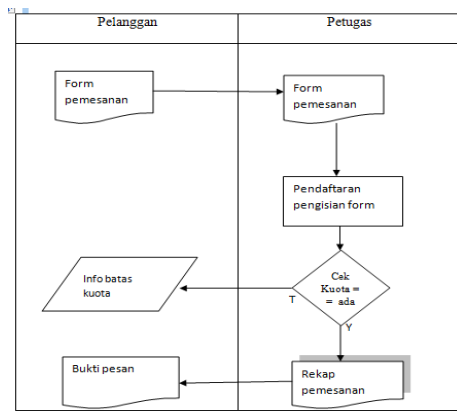 Pelanggan
Petugas
Form
pemesanan
Form
pemesanan
Pendaftaran
pengisian form
Cek
Kuota =
= ada
T
Y
Info batas
kuota
Rekap
pemesanan
Bukti pesan